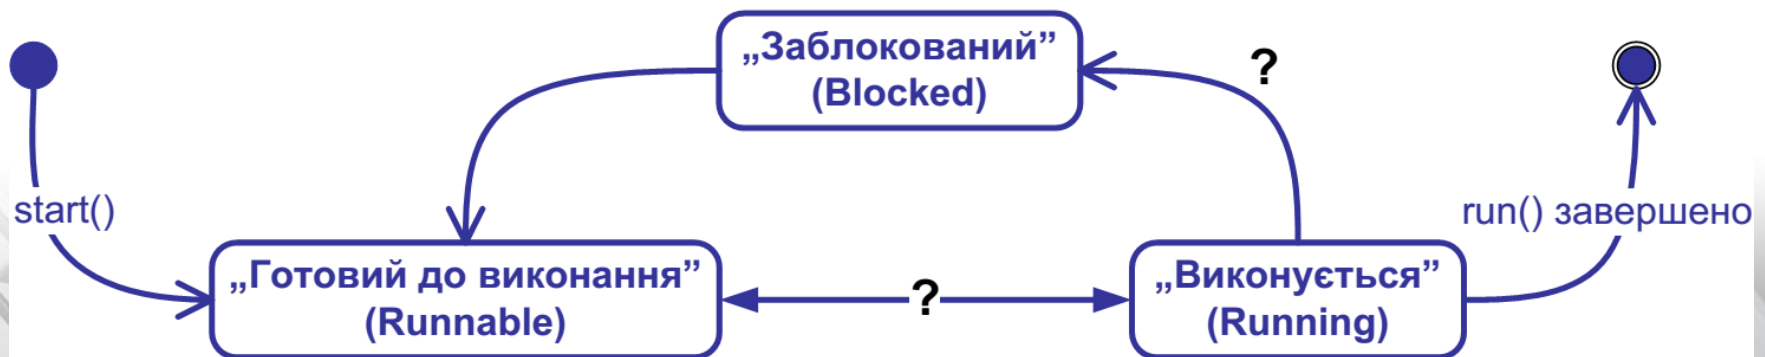 „Заблокований”
(Blocked)
?
start()
run() завершено
„Готовий до виконання”
(Runnable)
?
„Виконується”
(Running)